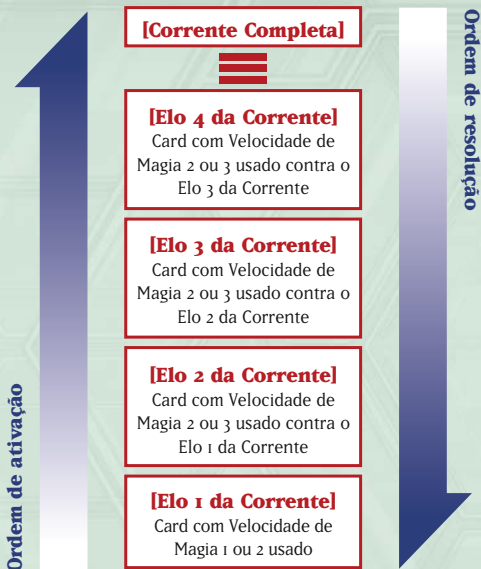 [Corrente Completa]
[Elo 4 da Corrente]
Card com Velocidade de
Magia 2 ou 3 usado contra o
Elo 3 da Corrente
[Elo 3 da Corrente]
Card com Velocidade de
Magia 2 ou 3 usado contra o
Elo 2 da Corrente
[Elo 2 da Corrente]
Card com Velocidade de
Magia 2 ou 3 usado contra o
Elo 1 da Corrente
[Elo 1 da Corrente]
Card com Velocidade de
Magia 1 ou 2 usado
Ordem de ativação
Ordem de resolução